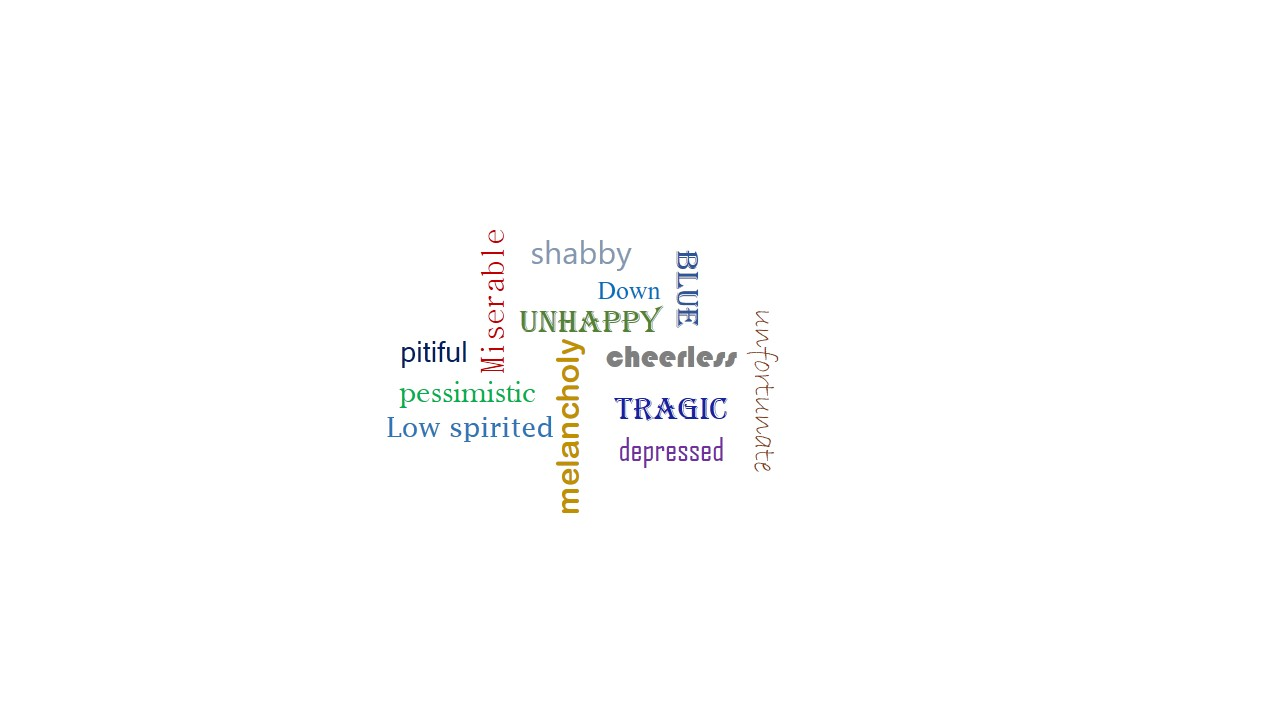 Miserable
shabby
BLUE
Down
UNHAPPY
unfortunate
pitiful
cheerless
melancholy
pessimistic
TRAGIC
Low spirited
depressed